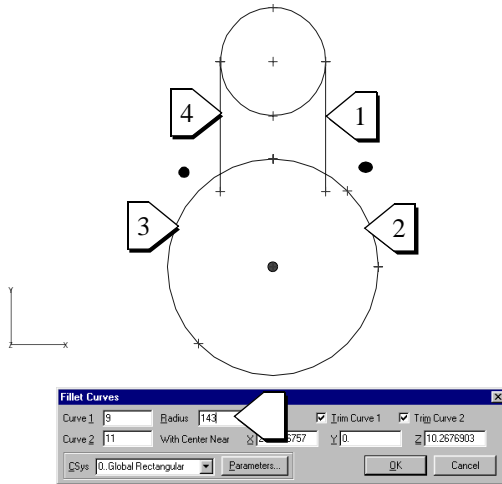 4
1
3
2
Y
Z
X
Fillet Curves
Curve 1 9 Radius 143 Trim Curve 1 Trim Curve 2
Curve 2 11 With Center Near X 6757 Y 0. Z 10.2676903
CSys 0..Global Rectangular Parameters... OK Cancel